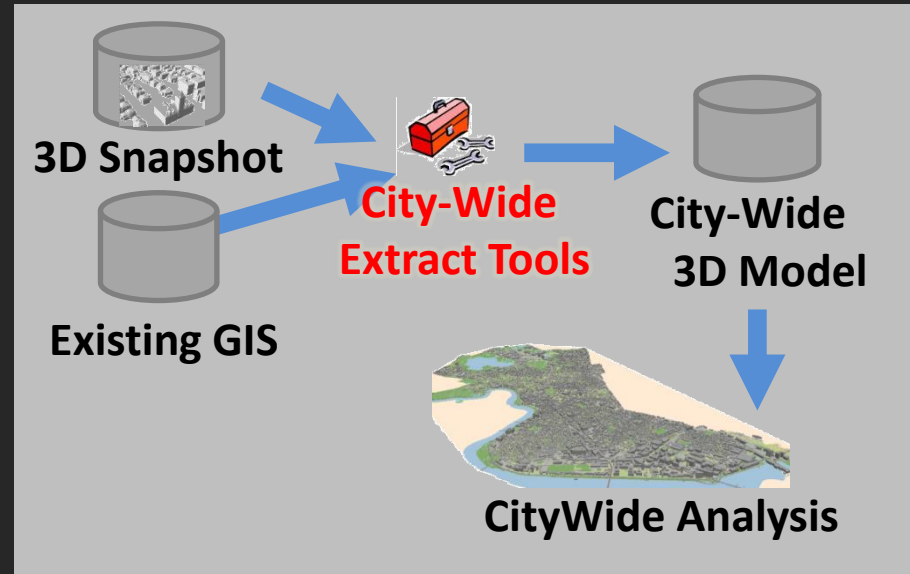 3D Snapshot
Existing GIS
City-Wide
Extract Tools
City-Wide
3D Model
CityWide Analysis